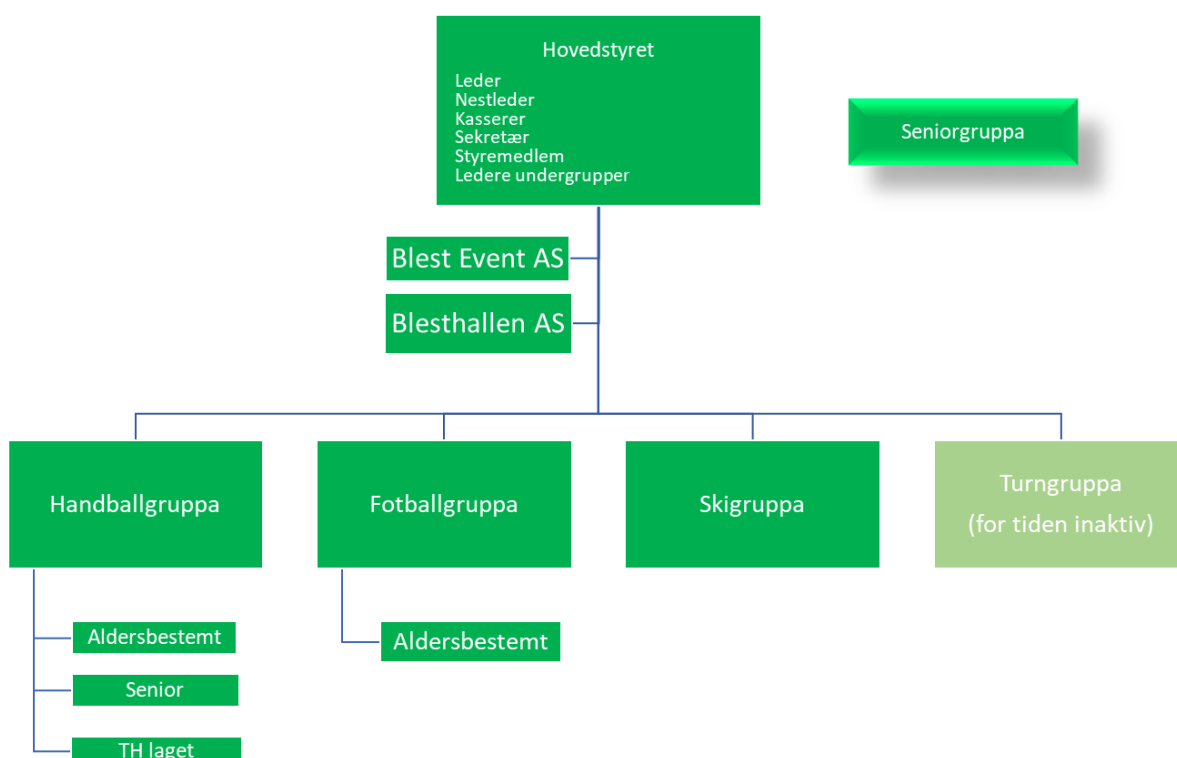 Hovedstyret
Leder
Nestleder
Kasserer
Sekretær
Styremedlem
Ledere undergrupper
Seniorgruppa
Blest Event AS
Blesthallen AS
Handballgruppa
Fotballgruppa
Skigruppa
Turngruppa
(for tiden inaktiv)
Aldersbestemt
Senior
TH laget
Aldersbestemt